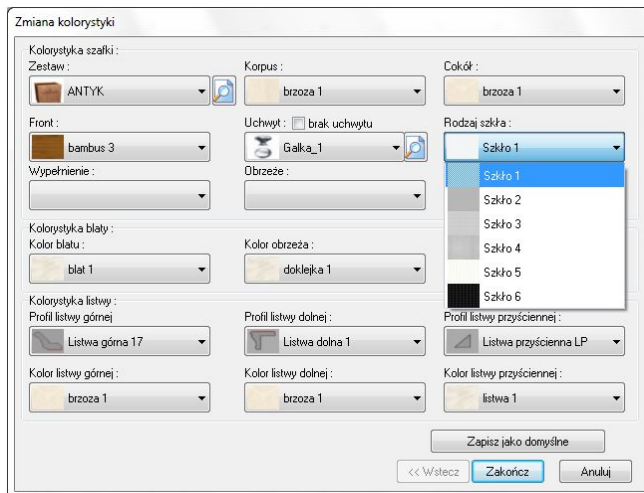 Zmiana kolorystyki
Kolorystyka szafki :
Zestaw : Korpus : Cokół :
ANTYK brzoza 1 brzoza 1
Front : Uchwyt : brak uchwytu Rodzaj szkła :
bambus 3 Gałka_1 Szkło 1
Wypełnienie : Obrzeże : Szkło 1
Szkło 2
Szkło 3
Kolorystyka blaty :
Kolor blatu : Kolor obrzeża : Szkło 4
blat 1 doklejka 1 Szkło 5
Szkło 6
Kolorystyka listwy :
Profil listwy górnej Profil listwy dolnej : Profil listwy przyściennej :
Listwa górna 17 Listwa dolna 1 Listwa przyścienna LP
Kolor listwy górnej : Kolor listwy dolnej : Kolor listwy przyściennej :
brzoza 1 brzoza 1 listwa 1
Zapisz jako domyślne
<< Wstecz Zakończ Anuluj